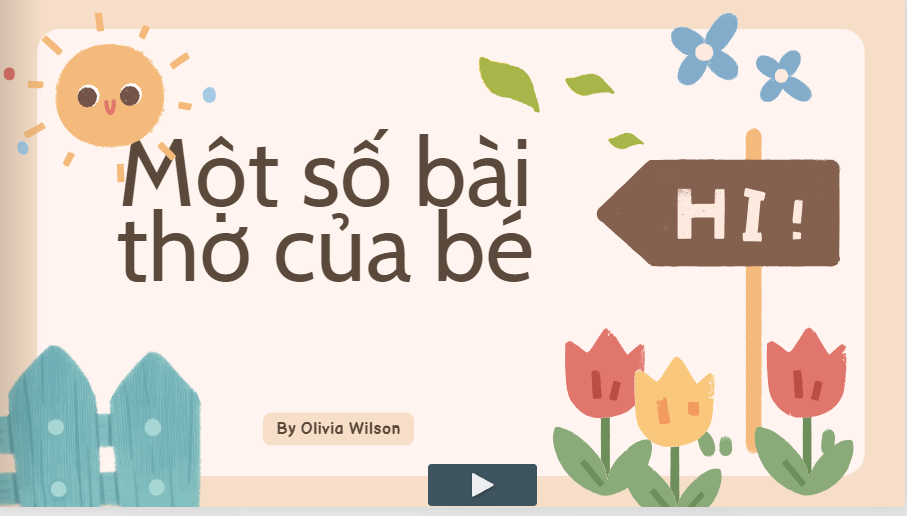 Một số bài
thơ của bé
HI!
By Olivia Wilson